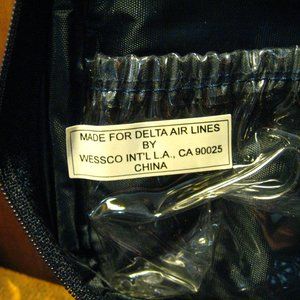 MADE FOR DELTA AIR LINES
BY
WESSCO INT'L L.A., CA 90025
CHINA